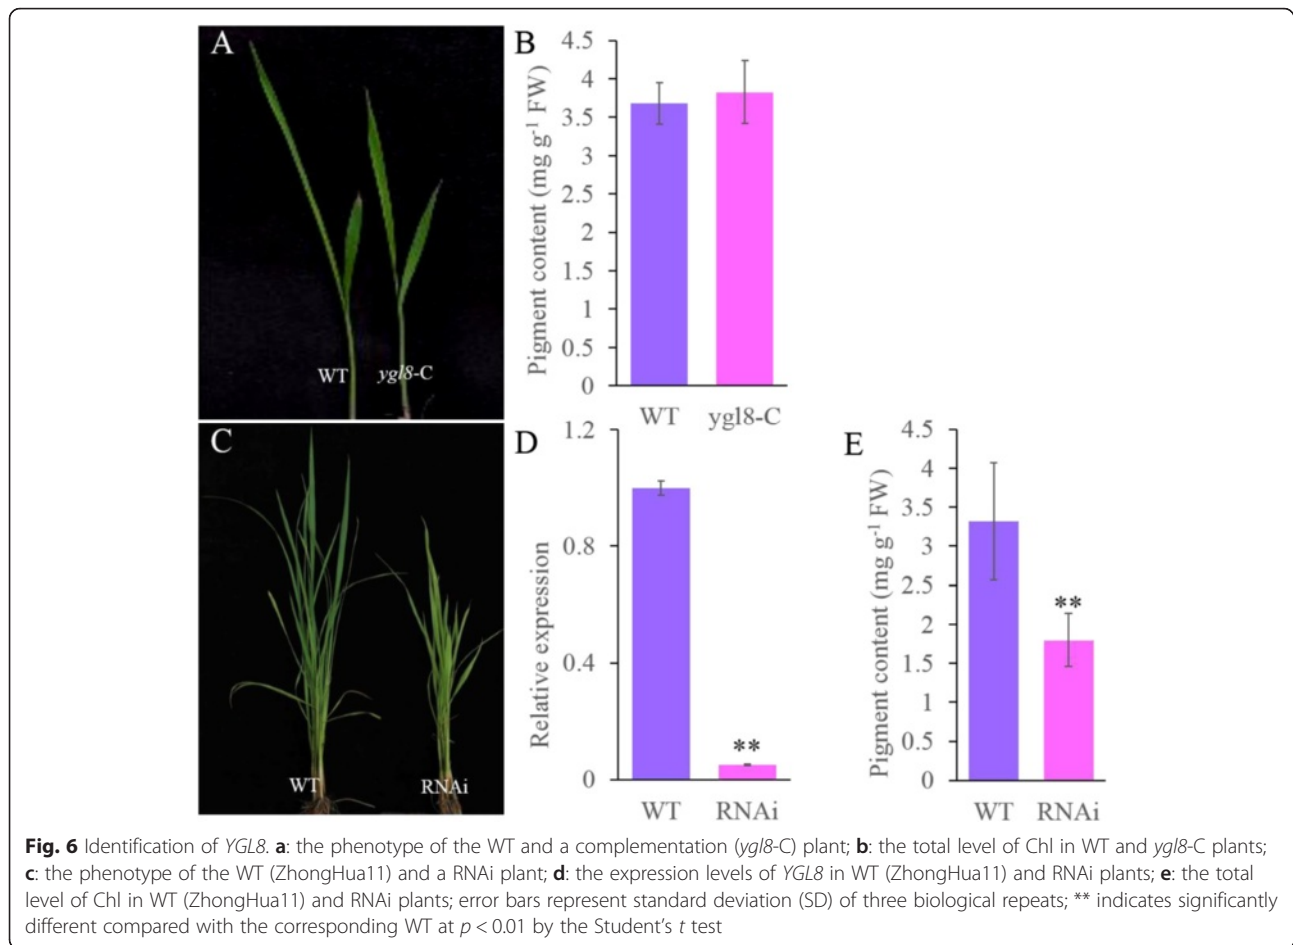 A
WT
ygl8-C
B
Pigment content (mg g⁻¹ FW)
4.5
4
3.5
3
2.5
2
1.5
1
0.5
0
WT ygl8-C
C
WT
RNAi
D
Relative expression
1.2
0.8
0.4
0
**
WT RNAi
E
Pigment content (mg g⁻¹ FW)
4.5
4
3.5
3
2.5
2
1.5
1
0.5
0
**
WT RNAi
Fig. 6 Identification of YGL8. a: the phenotype of the WT and a complementation (ygl8-C) plant; b: the total level of Chl in WT and ygl8-C plants;
c: the phenotype of the WT (ZhongHua11) and a RNAi plant; d: the expression levels of YGL8 in WT (ZhongHua11) and RNAi plants; e: the total
level of Chl in WT (ZhongHua11) and RNAi plants; error bars represent standard deviation (SD) of three biological repeats; ** indicates significantly
different compared with the corresponding WT at p < 0.01 by the Student's t test